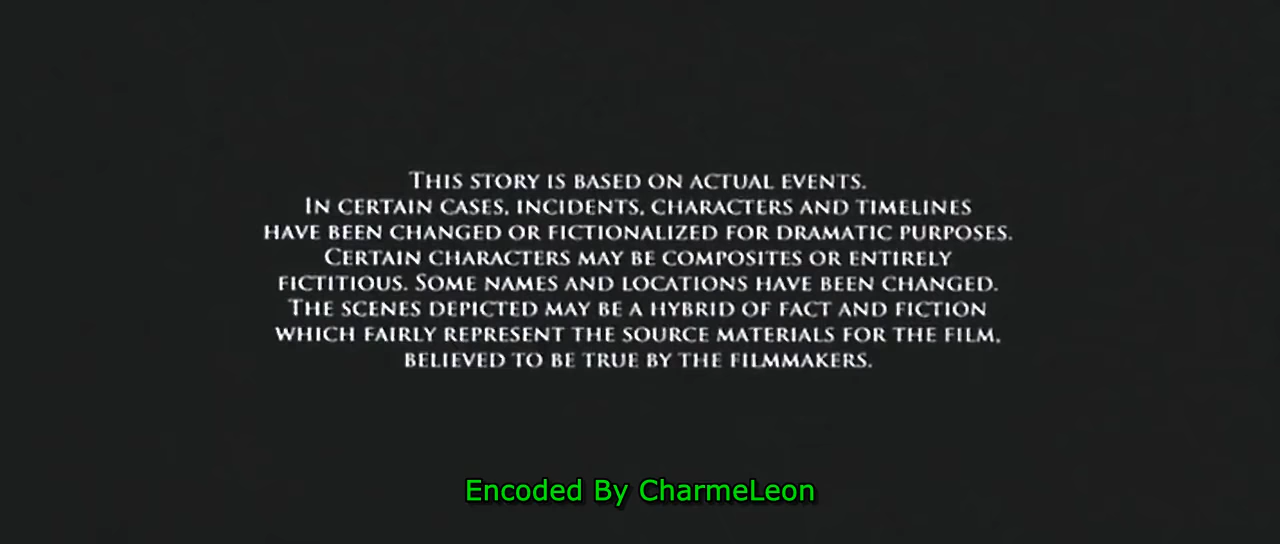 THIS STORY IS BASED ON ACTUAL EVENTS.
IN CERTAIN CASES, INCIDENTS, CHARACTERS AND TIMELINES
HAVE BEEN CHANGED OR FICTIONALIZED FOR DRAMATIC PURPOSES.
CERTAIN CHARACTERS MAY BE COMPOSITES OR ENTIRELY
FICTITIOUS. SOME NAMES AND LOCATIONS HAVE BEEN CHANGED.
THE SCENES DEPICTED MAY BE A HYBRID OF FACT AND FICTION
WHICH FAIRLY REPRESENT THE SOURCE MATERIALS FOR THE FILM,
BELIEVED TO BE TRUE BY THE FILMMAKERS.
Encoded By CharmeLeon